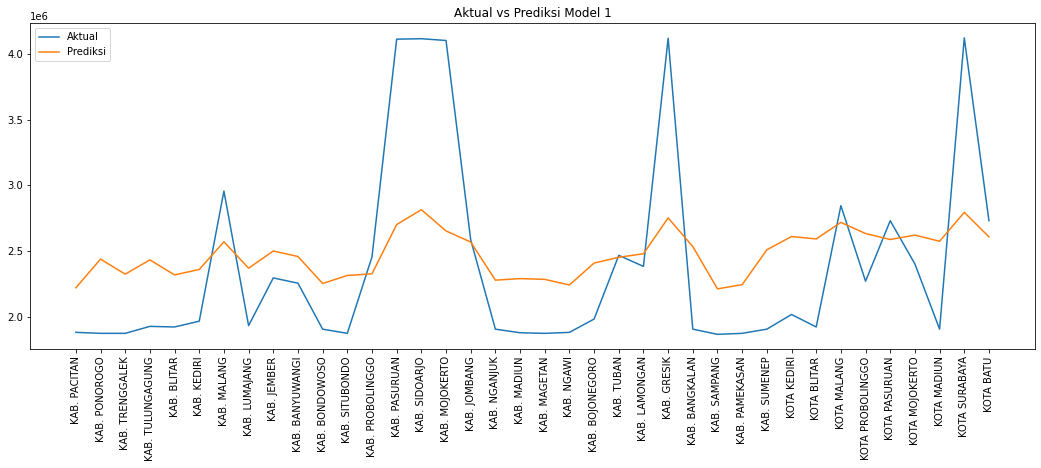 Aktual vs Prediksi Model 1
1e6
Aktual
Prediksi
4.0
3.5
3.0
2.5
2.0
KAB. PACITAN
KAB. PONOROGO
KAB. TRENGGALEK
KAB. TULUNGAGUNG
KAB. BLITAR
KAB. KEDIRI
KAB. MALANG
KAB. LUMAJANG
KAB. JEMBER
KAB. BANYUWANGI
KAB. BONDOWOSO
KAB. SITUBONDO
KAB. PROBOLINGGO
KAB. PASURUAN
KAB. SIDOARJO
KAB. MOJOKERTO
KAB. JOMBANG
KAB. NGANJUK
KAB. MADIUN
KAB. MAGETAN
KAB. NGAWI
KAB. BOJONEGORO
KAB. TUBAN
KAB. LAMONGAN
KAB. GRESIK
KAB. BANGKALAN
KAB. SAMPANG
KAB. PAMEKASAN
KAB. SUMENEP
KOTA KEDIRI
KOTA BLITAR
KOTA MALANG
KOTA PROBOLINGGO
KOTA PASURUAN
KOTA MOJOKERTO
KOTA MADIUN
KOTA SURABAYA
KOTA BATU